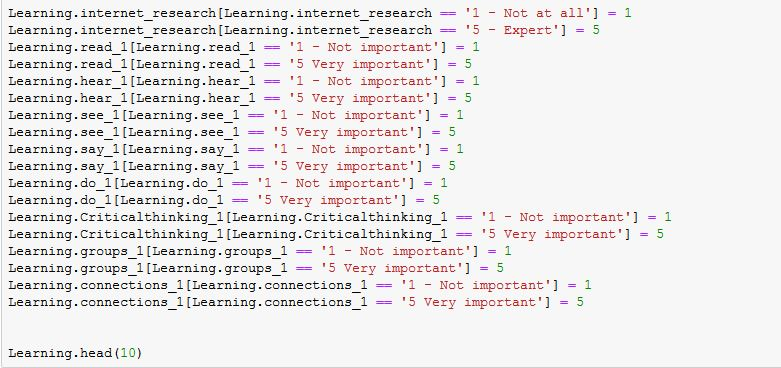 Learning.internet_research[Learning.internet_research == '1 - Not at all'] = 1
Learning.internet_research[Learning.internet_research == '5 - Expert'] = 5
Learning.read_1[Learning.read_1 == '1 - Not important'] = 1
Learning.read_1[Learning.read_1 == '5 Very important'] = 5
Learning.hear_1[Learning.hear_1 == '1 - Not important'] = 1
Learning.hear_1[Learning.hear_1 == '5 Very important'] = 5
Learning.see_1[Learning.see_1 == '1 - Not important'] = 1
Learning.see_1[Learning.see_1 == '5 Very important'] = 5
Learning.say_1[Learning.say_1 == '1 - Not important'] = 1
Learning.say_1[Learning.say_1 == '5 Very important'] = 5
Learning.do_1[Learning.do_1 == '1 - Not important'] = 1
Learning.do_1[Learning.do_1 == '5 Very important'] = 5
Learning.Criticalthinking_1[Learning.Criticalthinking_1 == '1 - Not important'] = 1
Learning.Criticalthinking_1[Learning.Criticalthinking_1 == '5 Very important'] = 5
Learning.groups_1[Learning.groups_1 == '1 - Not important'] = 1
Learning.groups_1[Learning.groups_1 == '5 Very important'] = 5
Learning.connections_1[Learning.connections_1 == '1 - Not important'] = 1
Learning.connections_1[Learning.connections_1 == '5 Very important'] = 5
Learning.head(10)